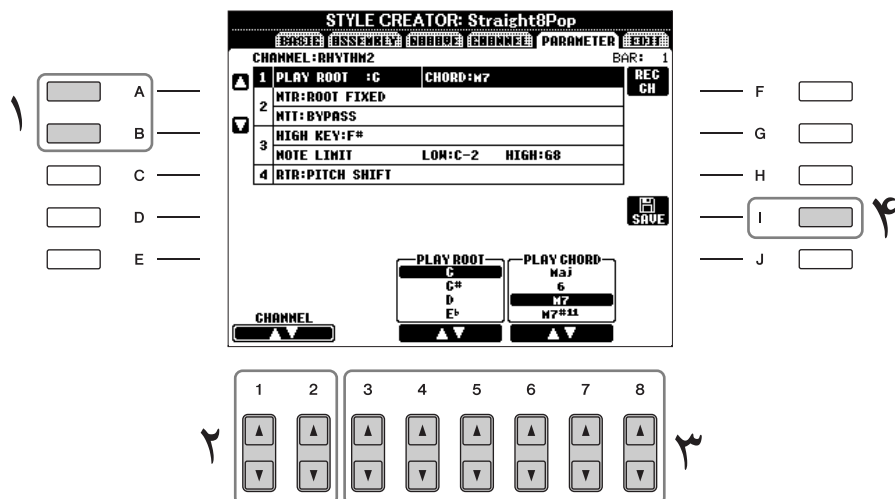 STYLE CREATOR: Straight8Pop
BASIC ASSEMBLY GROOVE CHANNEL PARAMETER EDIT
CHANNEL:RHYTHM2 BAR: 1
1 PLAY ROOT :C CHORD:M7
REC CH
2 NTR:ROOT FIXED
NTT:BYPASS
3 HIGH KEY:F#
NOTE LIMIT LOW:C-2 HIGH:G8
4 RTR:PITCH SHIFT
SAVE
PLAY ROOT
C
C#
D
E♭
PLAY CHORD
Maj
6
M7
M7#11
CHANNEL
A
B
C
D
E
F
G
H
I
J
۱
۴
1 2 3 4 5 6 7 8
۲
۳